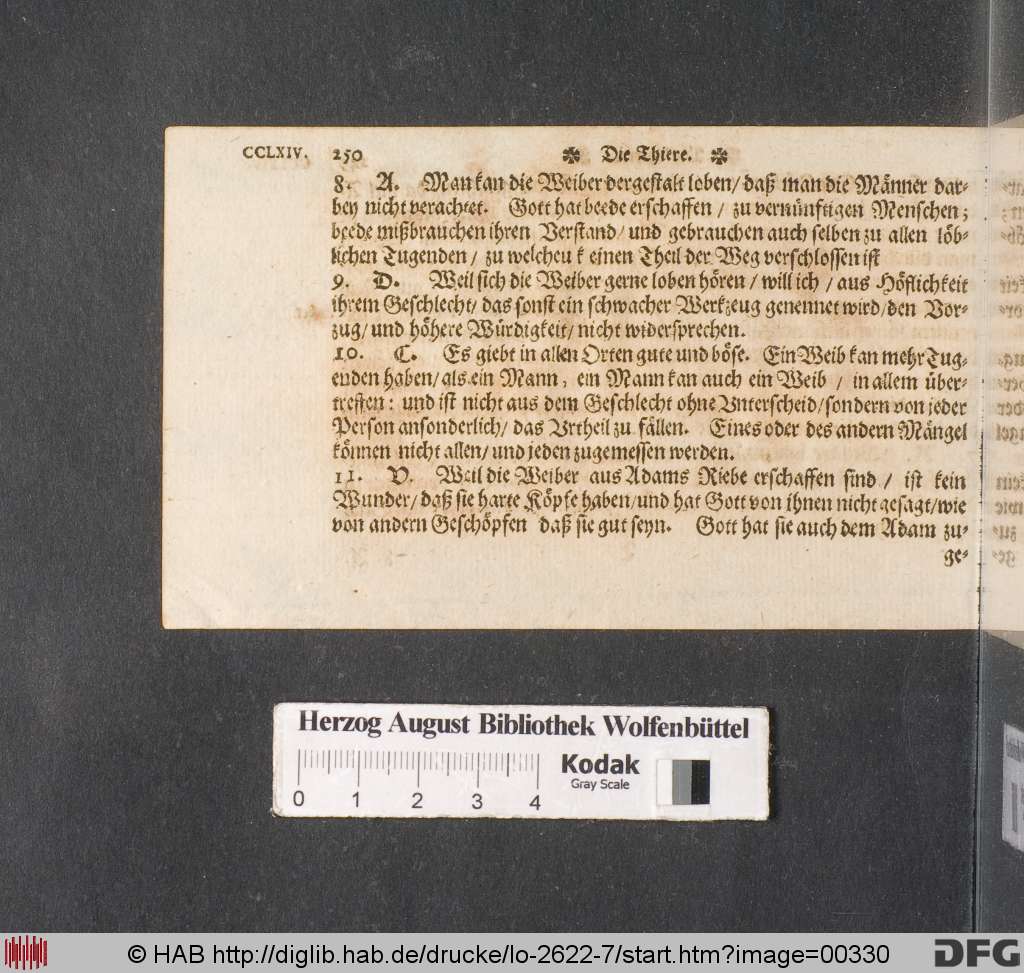 CCLXIV. 250 ✼ Die Thiere. ✼
8. A. Man kan die Weiber dergestalt loben/ daß man die Männer dar-
bey nicht verachtet. Gott hat beede erschaffen / zu vernünftigen Menschen;
beede mißbrauchen ihren Verstand/ und gebrauchen auch selben zu allen löb-
lichen Tugenden / zu welcheu k einen Theil der Weg verschlossen ist
9. D. Weil sich die Weiber gerne loben hören / will ich / aus Höflichkeit
ihrem Geschlecht/ das sonst ein schwacher Werkzeug genennet wird/ den Vor-
zug/ und höhere Würdigkeit/ nicht widersprechen.
10. C. Es giebt in allen Orten gute und böse. Ein Weib kan mehr Tug-
enden haben/ als ein Mann, ein Mann kan auch ein Weib / in allem über-
treffen: und ist nicht aus dem Geschlecht ohne Unterscheid/ sondern von jeder
Person ansonderlich/ das Urtheil zu fällen. Eines oder des andern Mängel
können nicht allen/ und jeden zugemessen werden.
11. V. Weil die Weiber aus Adams Riebe erschaffen sind / ist kein
Wunder/ daß sie harte Köpfe haben/ und hat Gott von ihnen nicht gesagt/ wie
von andern Geschöpfen daß sie gut seyn. Gott hat sie auch dem Adam zu-
ge-
Herzog August Bibliothek Wolfenbüttel
Kodak
Gray Scale
0 1 2 3 4
© HAB http://diglib.hab.de/drucke/lo-2622-7/start.htm?image=00330
DFG